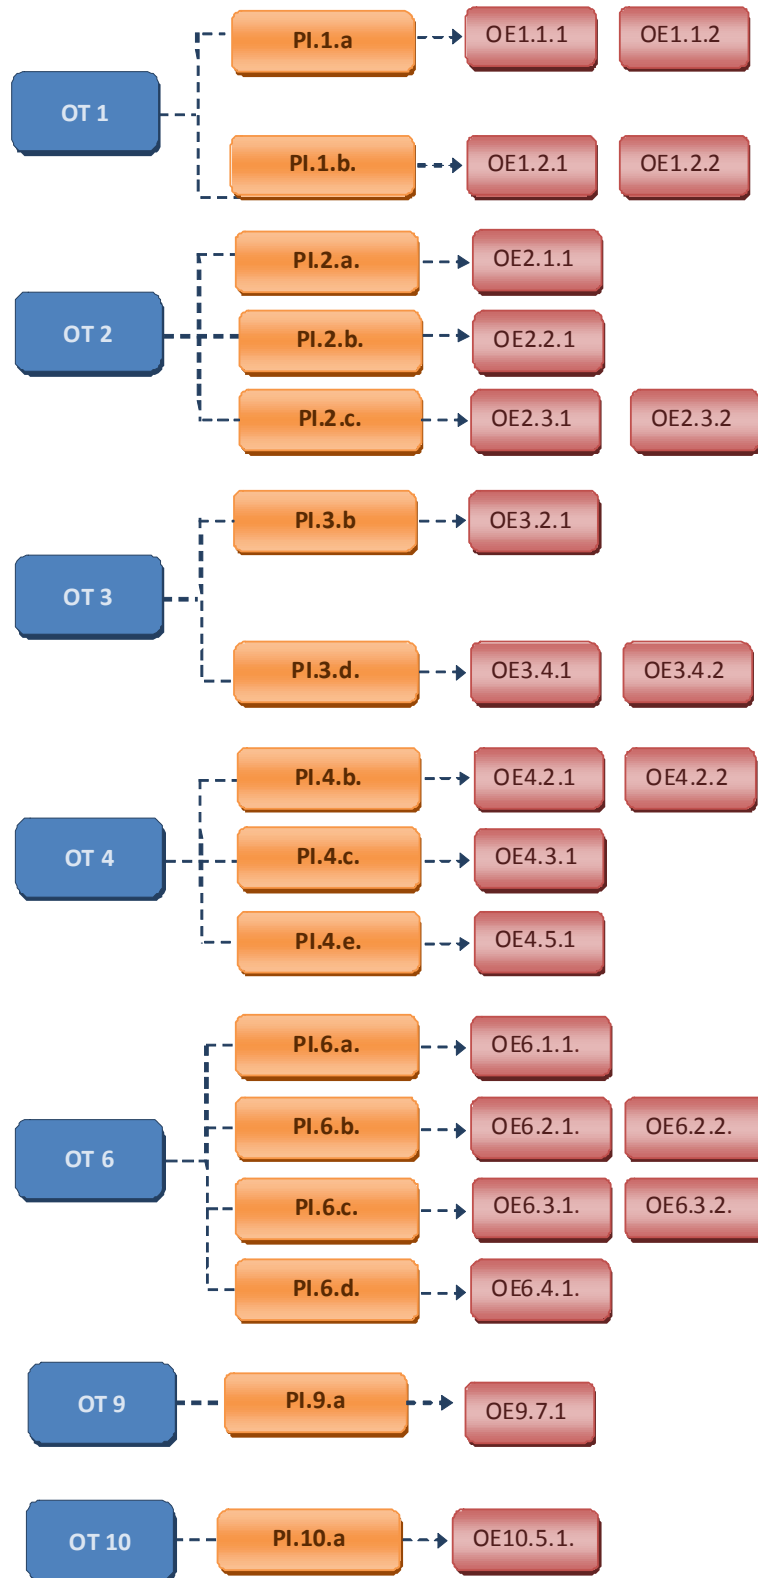 PI.1.a OE1.1.1 OE1.1.2
OT 1
PI.1.b. OE1.2.1 OE1.2.2
PI.2.a. OE2.1.1
OT 2 PI.2.b. OE2.2.1
PI.2.c. OE2.3.1 OE2.3.2
PI.3.b OE3.2.1
OT 3
PI.3.d. OE3.4.1 OE3.4.2
PI.4.b. OE4.2.1 OE4.2.2
OT 4 PI.4.c. OE4.3.1
PI.4.e. OE4.5.1
PI.6.a. OE6.1.1.
PI.6.b. OE6.2.1. OE6.2.2.
OT 6
PI.6.c. OE6.3.1. OE6.3.2.
PI.6.d. OE6.4.1.
OT 9 PI.9.a OE9.7.1
OT 10 PI.10.a OE10.5.1.